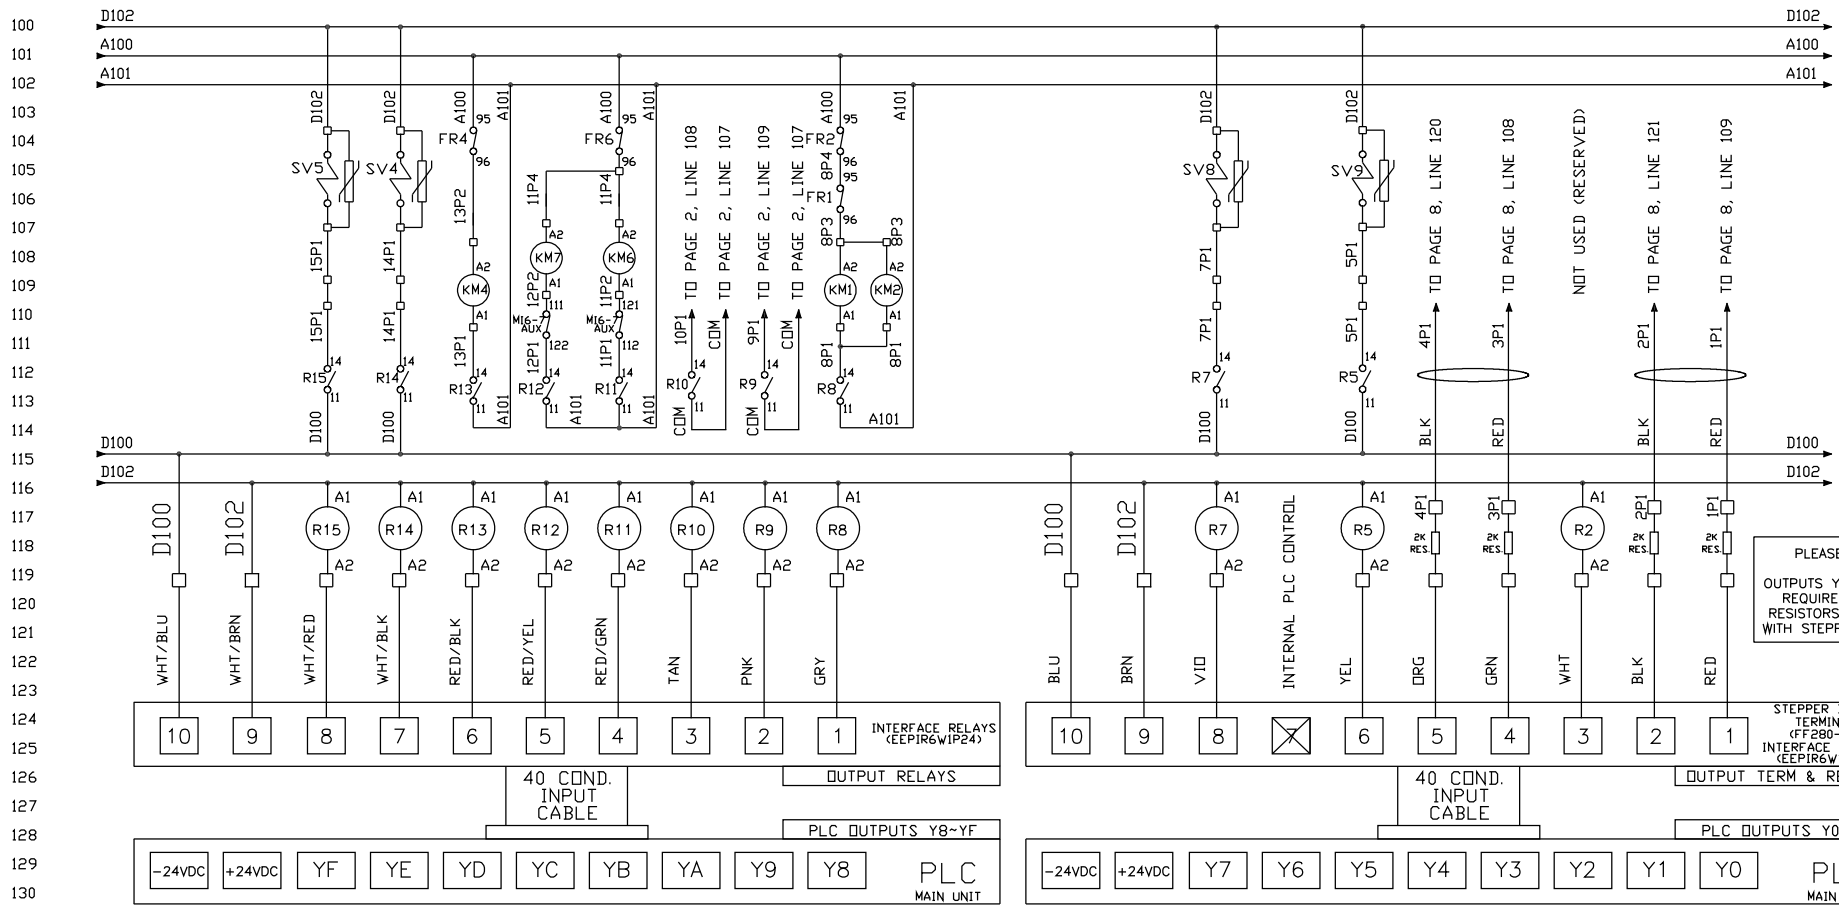 100
101
102
103
104
105
106
107
108
109
110
111
112
113
114
115
116
117
118
119
120
121
122
123
124
125
126
127
128
129
130
D102
D102
A100
A100
A101
A101
D102
SV5
15P1
15P1
14
R15
11
D100
D102
SV4
14P1
14P1
14
R14
11
D100
A100
95
FR4
96
13P2
A2
KM4
A1
13P1
14
R13
11
A101
A101
A100
95
FR6
96
11P4
A2
KM7
A1
12P2
111
MI6-7
AUX
122
12P1
14
R12
11
A101
11P4
A2
KM6
A1
11P2
121
MI6-7
AUX
112
11P1
14
R11
11
A101
A101
TO PAGE 2, LINE 108
10P1
14
R10
11
COM
TO PAGE 2, LINE 107
COM
TO PAGE 2, LINE 109
9P1
14
R9
11
COM
TO PAGE 2, LINE 107
COM
A100
95
FR2
96
8P4
95
FR1
96
8P3
8P3
A2
KM1
A1
A2
KM2
A1
8P1
8P1
14
R8
11
A101
A101
D102
SV8
7P1
7P1
14
R7
11
D100
D102
SV9
5P1
5P1
14
R5
11
D100
TO PAGE 8, LINE 120
4P1
BLK
TO PAGE 8, LINE 108
3P1
RED
NOT USED (RESERVED)
TO PAGE 8, LINE 121
2P1
BLK
TO PAGE 8, LINE 109
1P1
RED
D100
D100
D102
D102
D100
WHT/BLU
D102
WHT/BRN
A1
R15
A2
WHT/RED
A1
R14
A2
WHT/BLK
A1
R13
A2
RED/BLK
A1
R12
A2
RED/YEL
A1
R11
A2
RED/GRN
A1
R10
A2
TAN
A1
R9
A2
PNK
A1
R8
A2
GRY
D100
BLU
D102
BRN
A1
R7
A2
VIO
INTERNAL PLC CONTROL
A1
R5
A2
YEL
4P1
2K
RES.
ORG
3P1
2K
RES.
GRN
A1
R2
A2
WHT
2P1
2K
RES.
BLK
1P1
2K
RES.
RED
PLEASE
OUTPUTS Y
REQUIRE
RESISTORS
WITH STEPP
10 9 8 7 6 5 4 3 2 1
INTERFACE RELAYS
(EEPIR6W1P24)
10 9 8 7 6 5 4 3 2 1
STEPPER
TERMIN
(FF280-
INTERFACE
(EEPIR6W
40 COND.
INPUT
CABLE
OUTPUT RELAYS
40 COND.
INPUT
CABLE
OUTPUT TERM & RE
PLC OUTPUTS Y8~YF
PLC OUTPUTS Y0
-24VDC +24VDC YF YE YD YC YB YA Y9 Y8
PLC
MAIN UNIT
-24VDC +24VDC Y7 Y6 Y5 Y4 Y3 Y2 Y1 Y0
PL
MAIN